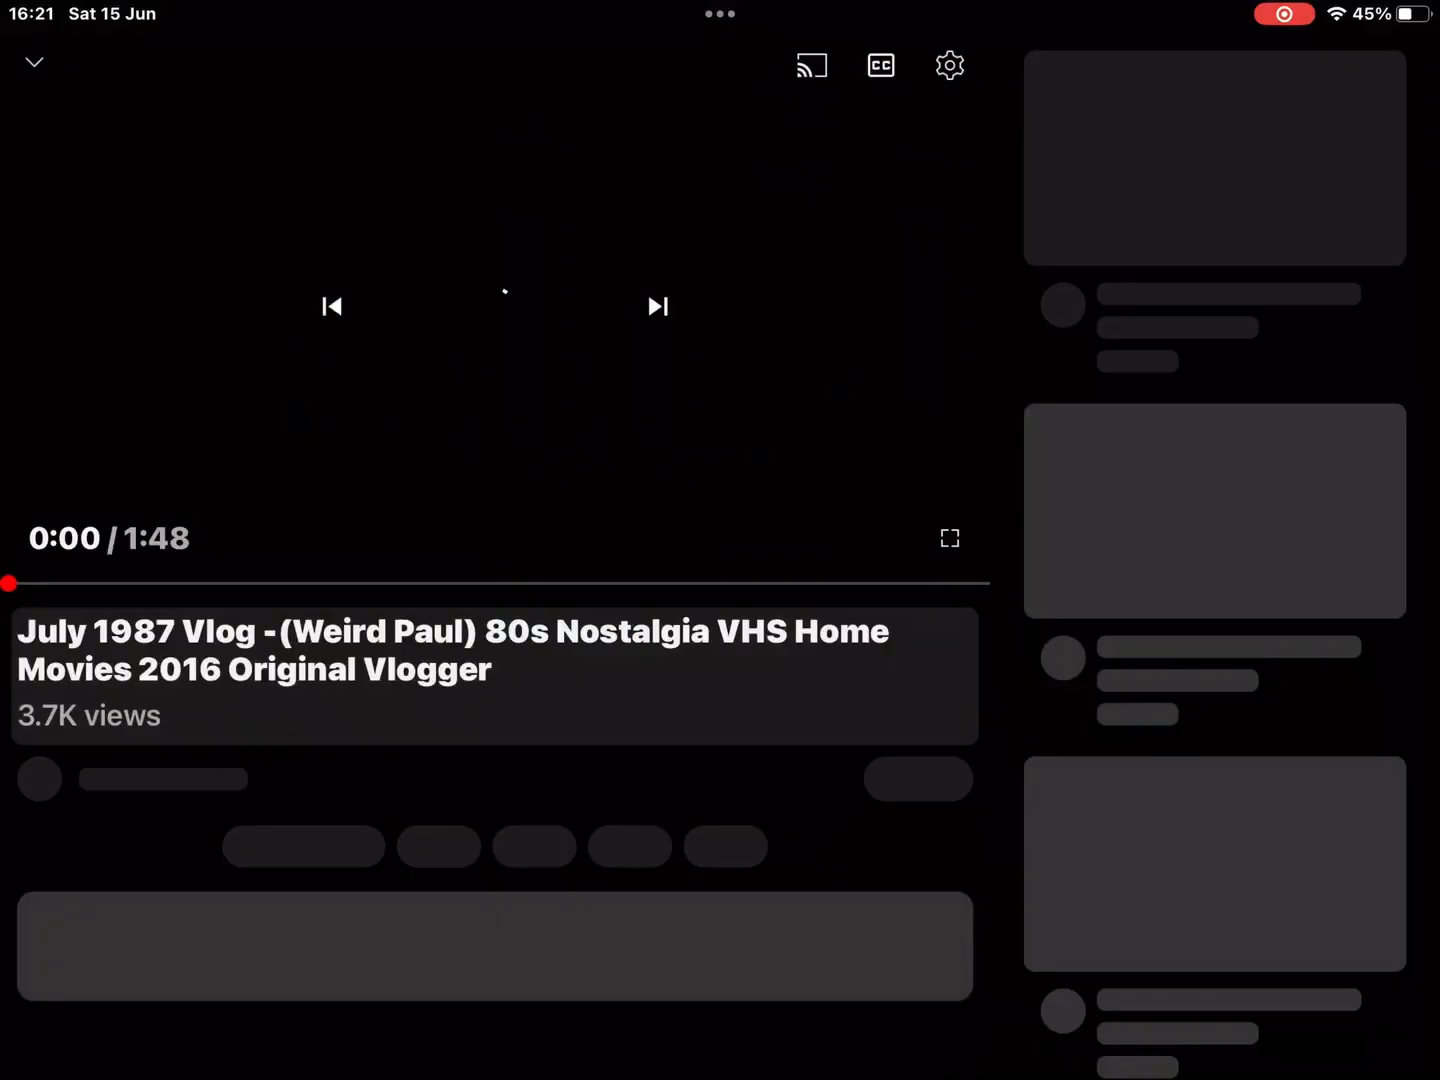 16:21 Sat 15 Jun
45%
CC
0:00 / 1:48
July 1987 Vlog -(Weird Paul) 80s Nostalgia VHS Home
Movies 2016 Original Vlogger
3.7K views